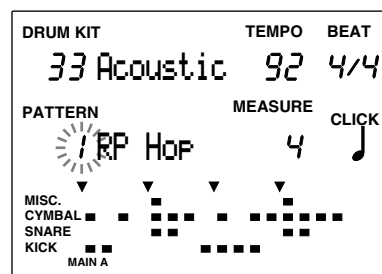 DRUM KIT TEMPO BEAT
33 Acoustic 92 4/4
PATTERN MEASURE CLICK
1 RP Hop 4
MISC.
CYMBAL
SNARE
KICK
MAIN A